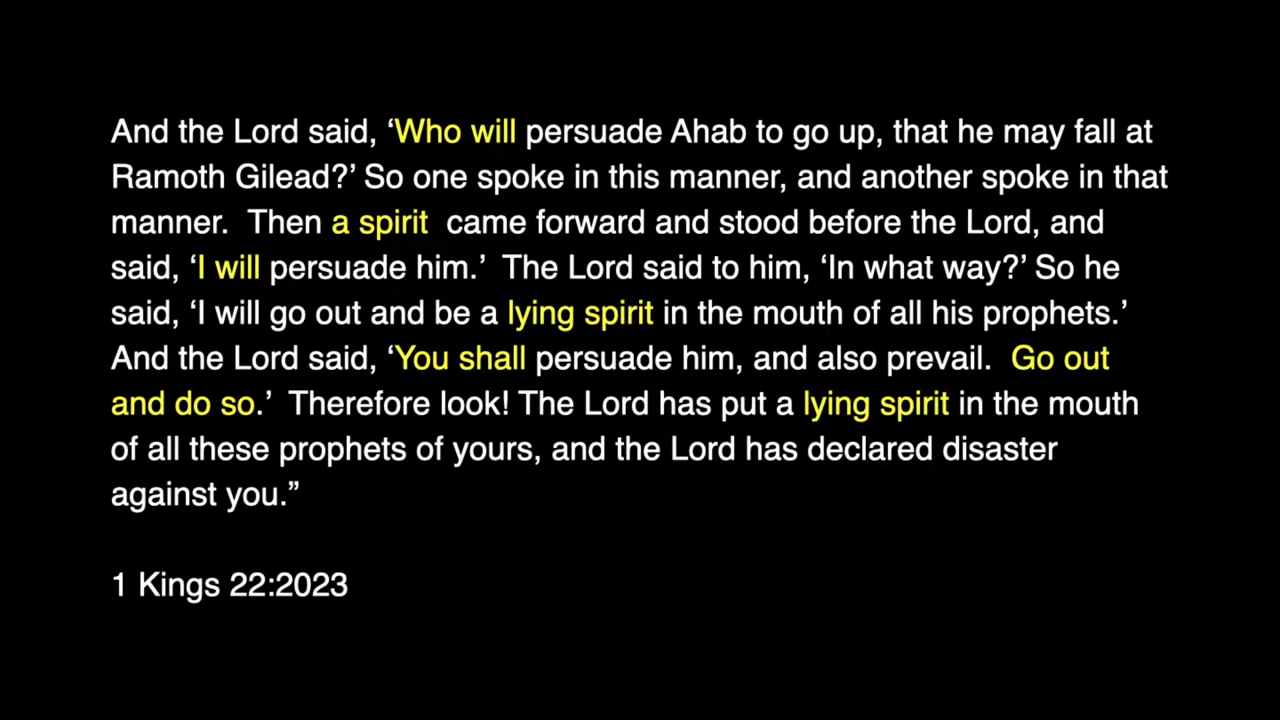 And the Lord said, ‘Who will persuade Ahab to go up, that he may fall at
Ramoth Gilead?’ So one spoke in this manner, and another spoke in that
manner.  Then a spirit  came forward and stood before the Lord, and
said, ‘I will persuade him.’  The Lord said to him, ‘In what way?’ So he
said, ‘I will go out and be a lying spirit in the mouth of all his prophets.’
And the Lord said, ‘You shall persuade him, and also prevail.  Go out
and do so.’  Therefore look! The Lord has put a lying spirit in the mouth
of all these prophets of yours, and the Lord has declared disaster
against you.”
1 Kings 22:2023